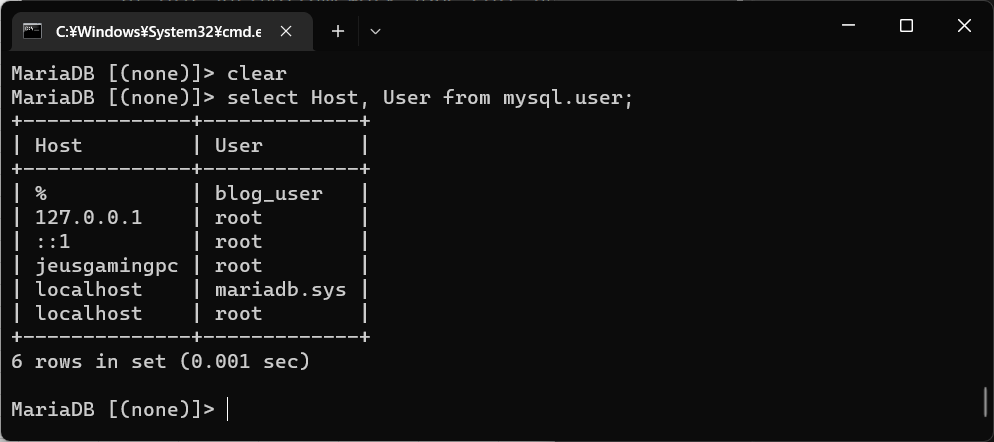 C:¥Windows¥System32¥cmd.e
MariaDB [(none)]> clear
MariaDB [(none)]> select Host, User from mysql.user;
+--------------+-------------+
| Host         | User        |
+--------------+-------------+
| %            | blog_user   |
| 127.0.0.1    | root        |
| ::1          | root        |
| jeusgamingpc | root        |
| localhost    | mariadb.sys |
| localhost    | root        |
+--------------+-------------+
6 rows in set (0.001 sec)
MariaDB [(none)]>